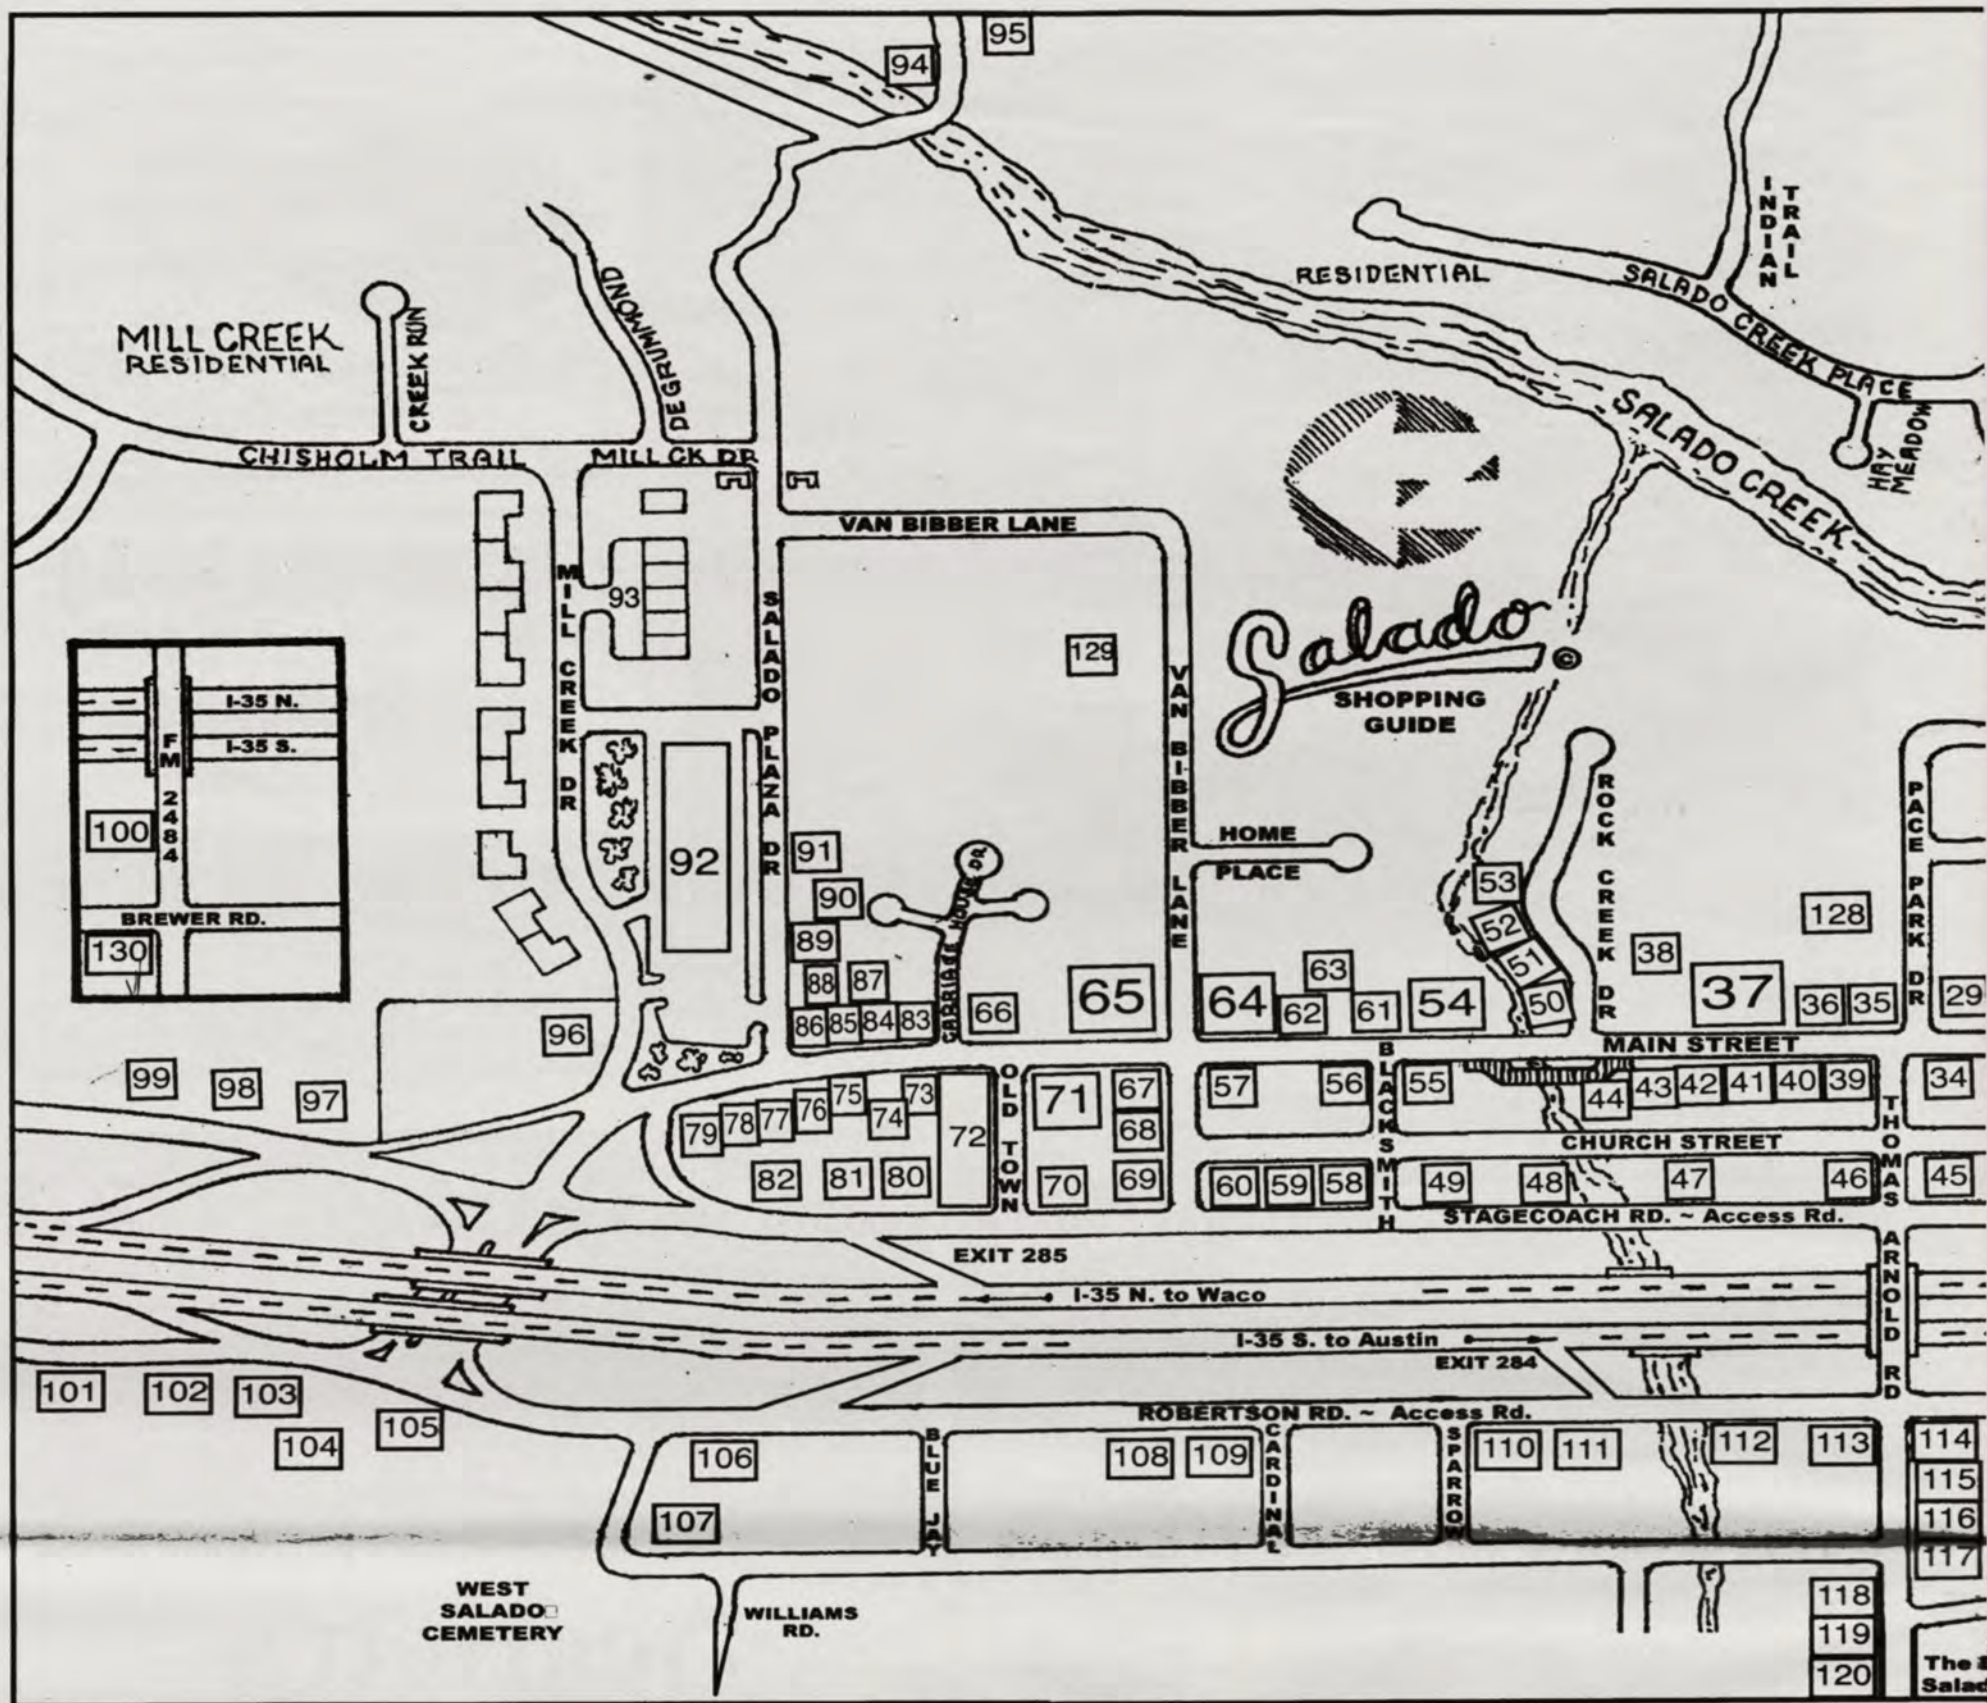 94
95
INDIAN
TRAIL
RESIDENTIAL
SALADO CREEK PLACE
DEGRUMMOND
CREEK RUN
MILL CREEK
RESIDENTIAL
SALADO CREEK
HAY
MEADOW
CHISHOLM TRAIL
MILL CK DR
VAN BIBBER LANE
MILL CREEK DR
93
SALADO PLAZA DR
129
VAN BIBBER LANE
Salado
©
SHOPPING
GUIDE
I-35 N.
I-35 S.
FM 2484
100
BREWER RD.
130
ROCK CREEK DR
PACE PARK DR
HOME
PLACE
92
91
90
89
88
87
86
85
84
83
CARRIAGE HOUSE DR
66
65
64
63
62
61
54
53
52
51
50
38
37
128
36
35
29
96
MAIN STREET
99
98
97
79
78
77
76
75
74
73
72
82
81
80
OLD TOWN
71
67
68
70
69
57
56
BLACKSMITH
55
44
43
42
41
40
39
34
THOMAS ARNOLD RD
CHURCH STREET
60
59
58
49
48
47
46
45
STAGECOACH RD. ~ Access Rd.
EXIT 285
I-35 N. to Waco
I-35 S. to Austin
EXIT 284
101
102
103
104
105
ROBERTSON RD. ~ Access Rd.
106
107
BLUE JAY
108
109
CARDINAL
SPARROW
110
111
112
113
114
115
116
117
118
119
120
WEST
SALADO
CEMETERY
WILLIAMS
RD.
The